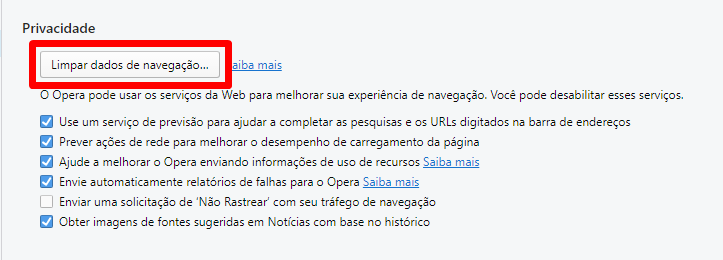 Privacidade
Limpar dados de navegação... Saiba mais
O Opera pode usar os serviços da Web para melhorar sua experiência de navegação. Você pode desabilitar esses serviços.
Use um serviço de previsão para ajudar a completar as pesquisas e os URLs digitados na barra de endereços
Prever ações de rede para melhorar o desempenho de carregamento da página
Ajude a melhorar o Opera enviando informações de uso de recursos Saiba mais
Envie automaticamente relatórios de falhas para o Opera Saiba mais
Enviar uma solicitação de 'Não Rastrear' com seu tráfego de navegação
Obter imagens de fontes sugeridas em Notícias com base no histórico